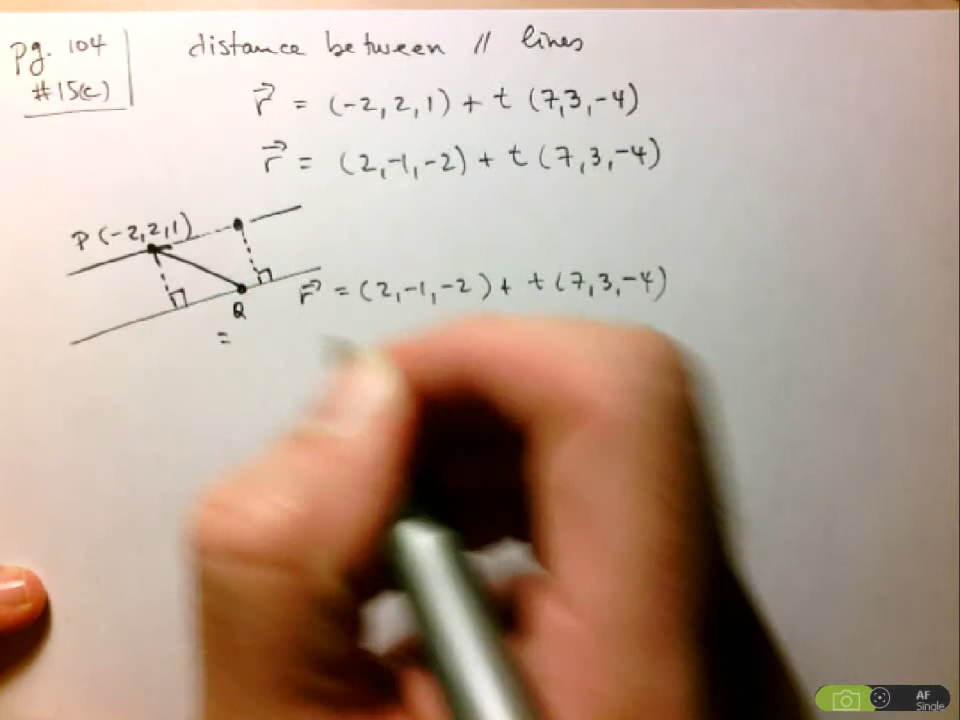 pg. 104
#15(c)
distance between // lines
r⃗ = (-2, 2, 1) + t (7, 3, -4)
r⃗ = (2, -1, -2) + t (7, 3, -4)
P (-2, 2, 1)
r⃗ = (2, -1, -2) + t (7, 3, -4)
Q
=
AF
Single